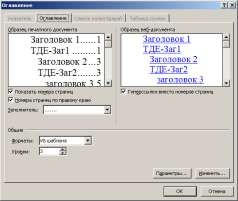 Оглавление
Указатель Оглавление Список иллюстраций Таблица ссылок
Образец печатного документа
Заголовок 1.......1
ТДЕ-Заг1 ..........1
Заголовок 2...3
ТДЕ-Заг2.......3
заголовок 3.5
Образец веб-документа
Заголовок 1
ТДЕ-Заг1
Заголовок 2
ТДЕ-Заг2
заголовок 3
Показать номера страниц
Номера страниц по правому краю
Заполнитель: .......
Гиперссылки вместо номеров страниц
Общие
Форматы: Из шаблона
Уровни: 3
Параметры... Изменить...
ОК Отмена